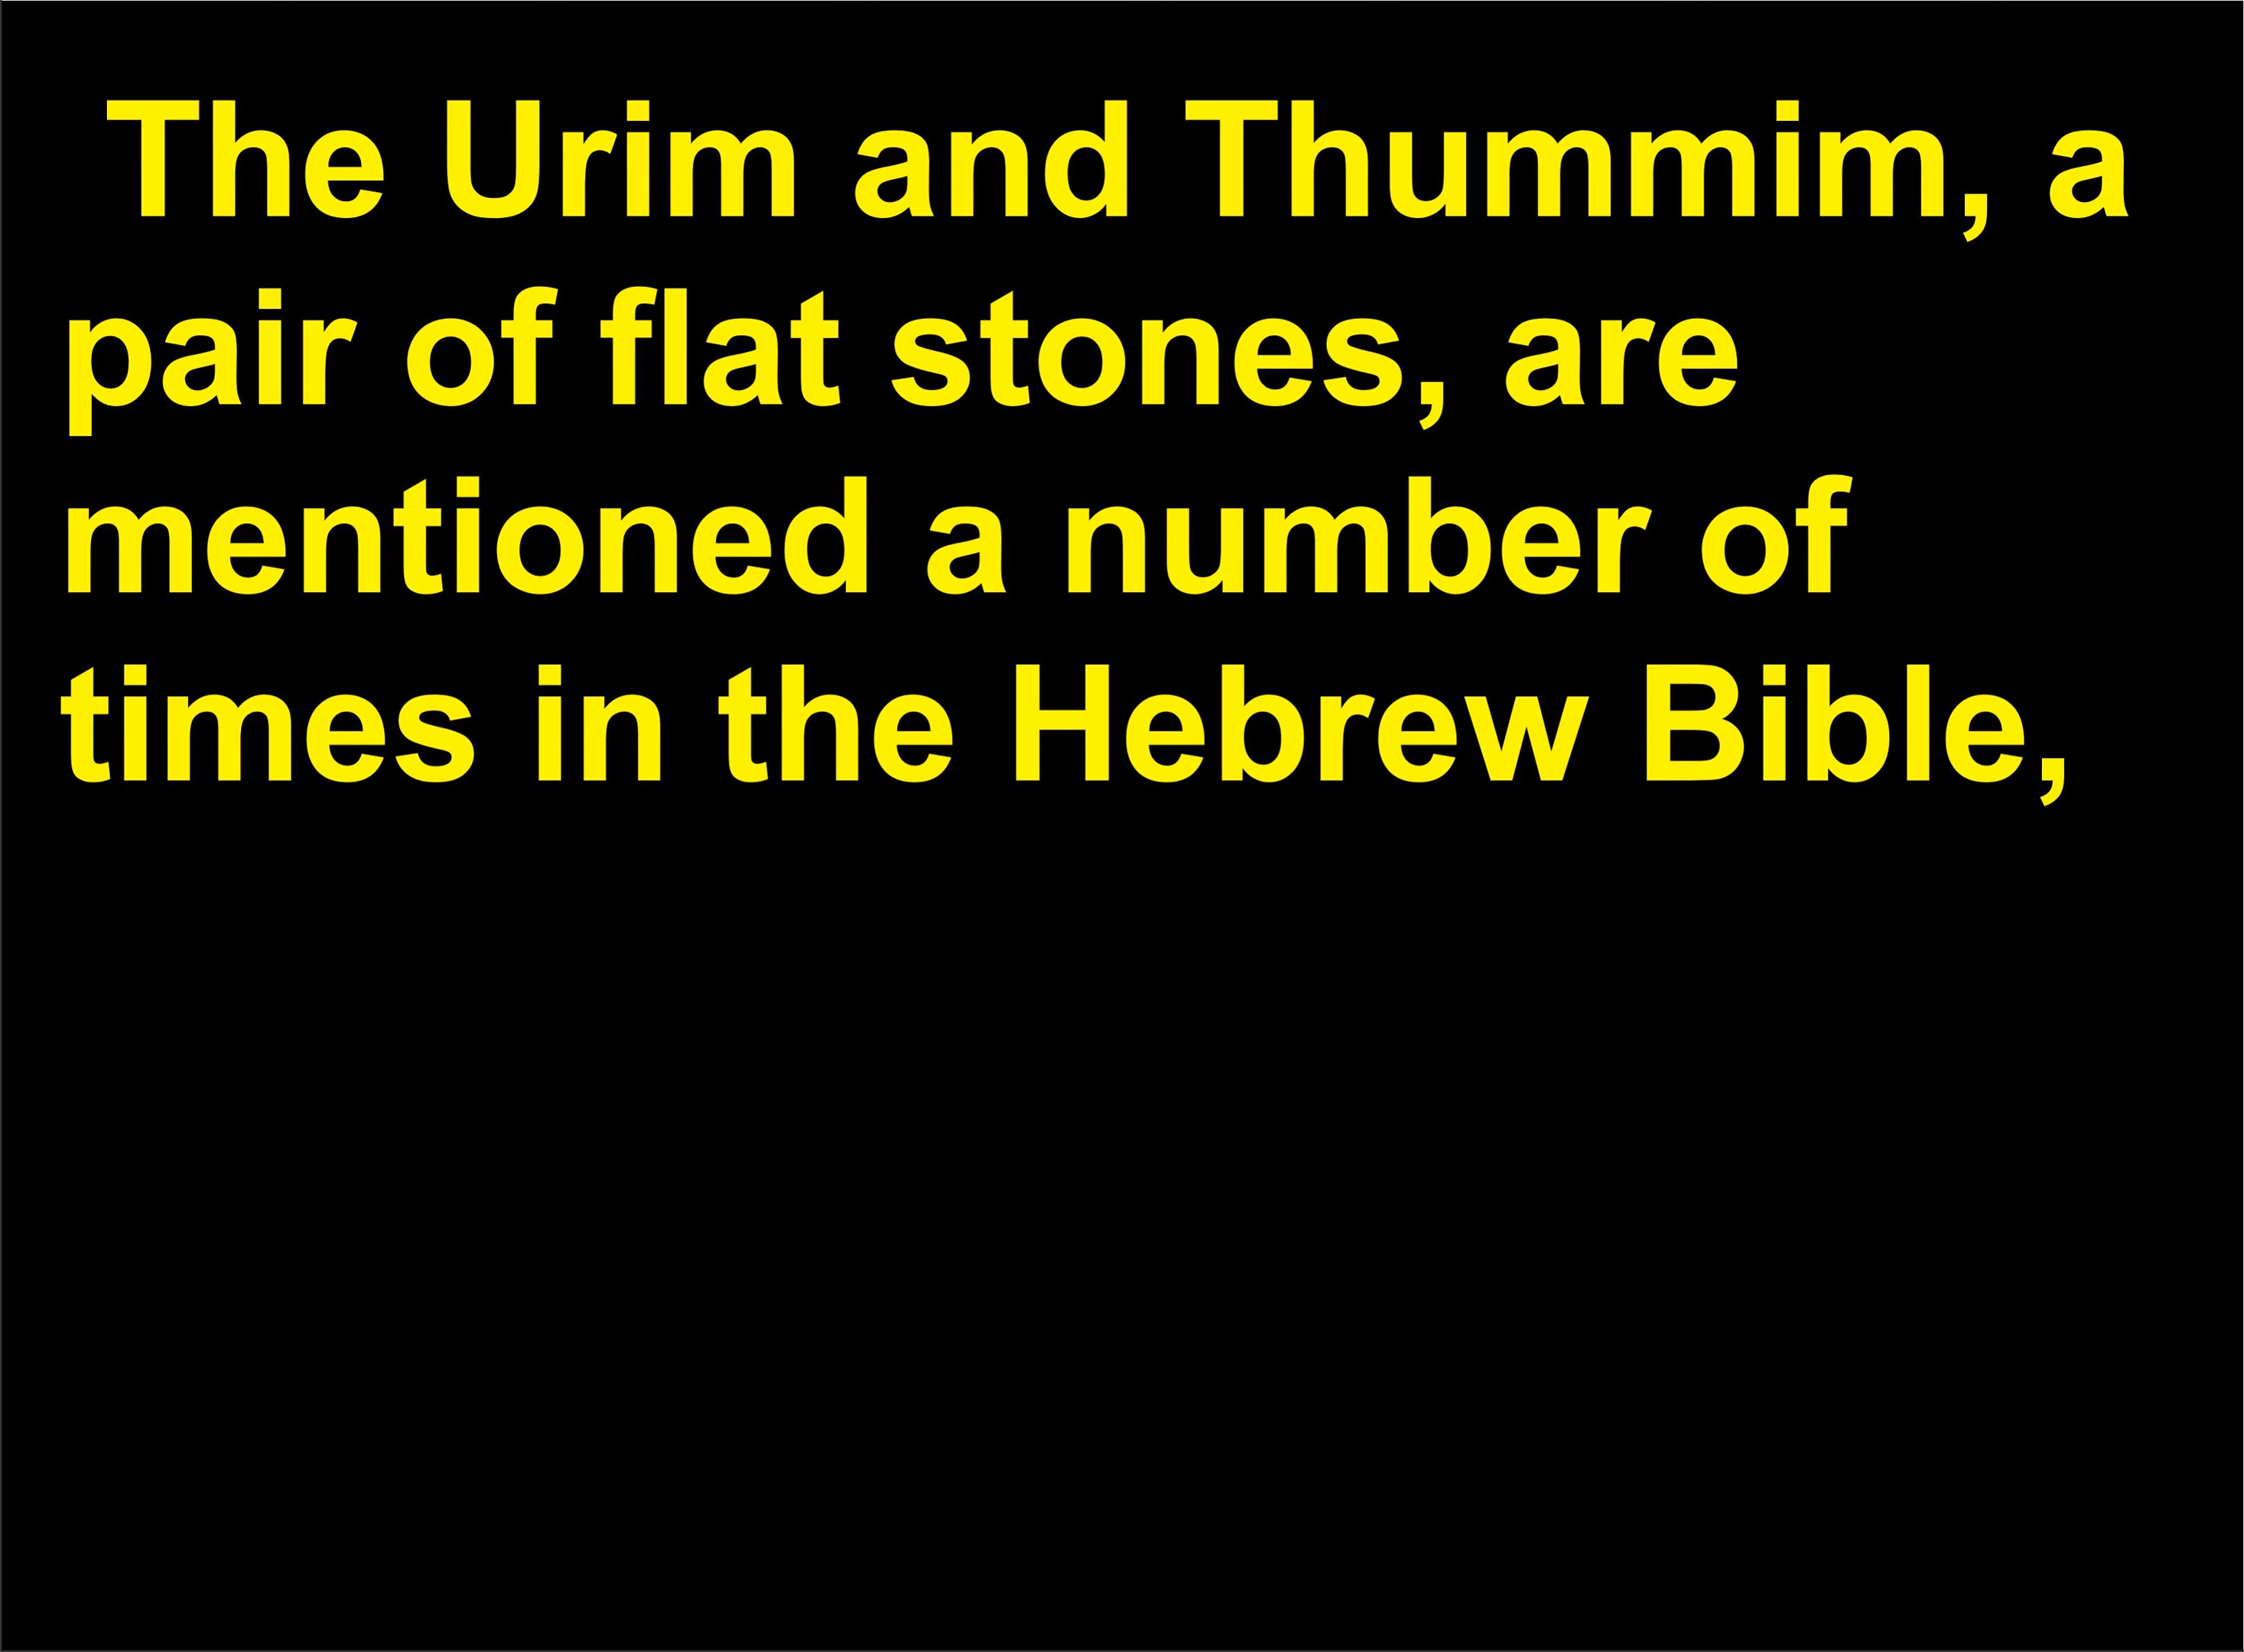 The Urim and Thummim, a
pair of flat stones, are
mentioned a number of
times in the Hebrew Bible,